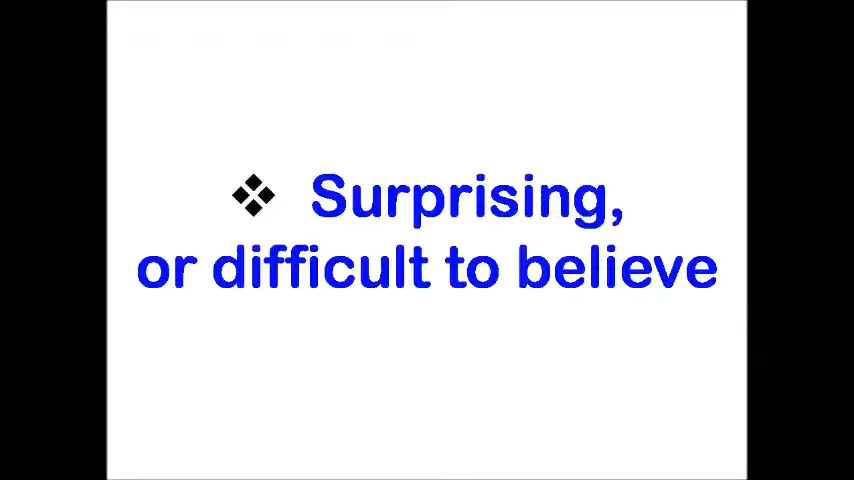 ❖ Surprising,
or difficult to believe